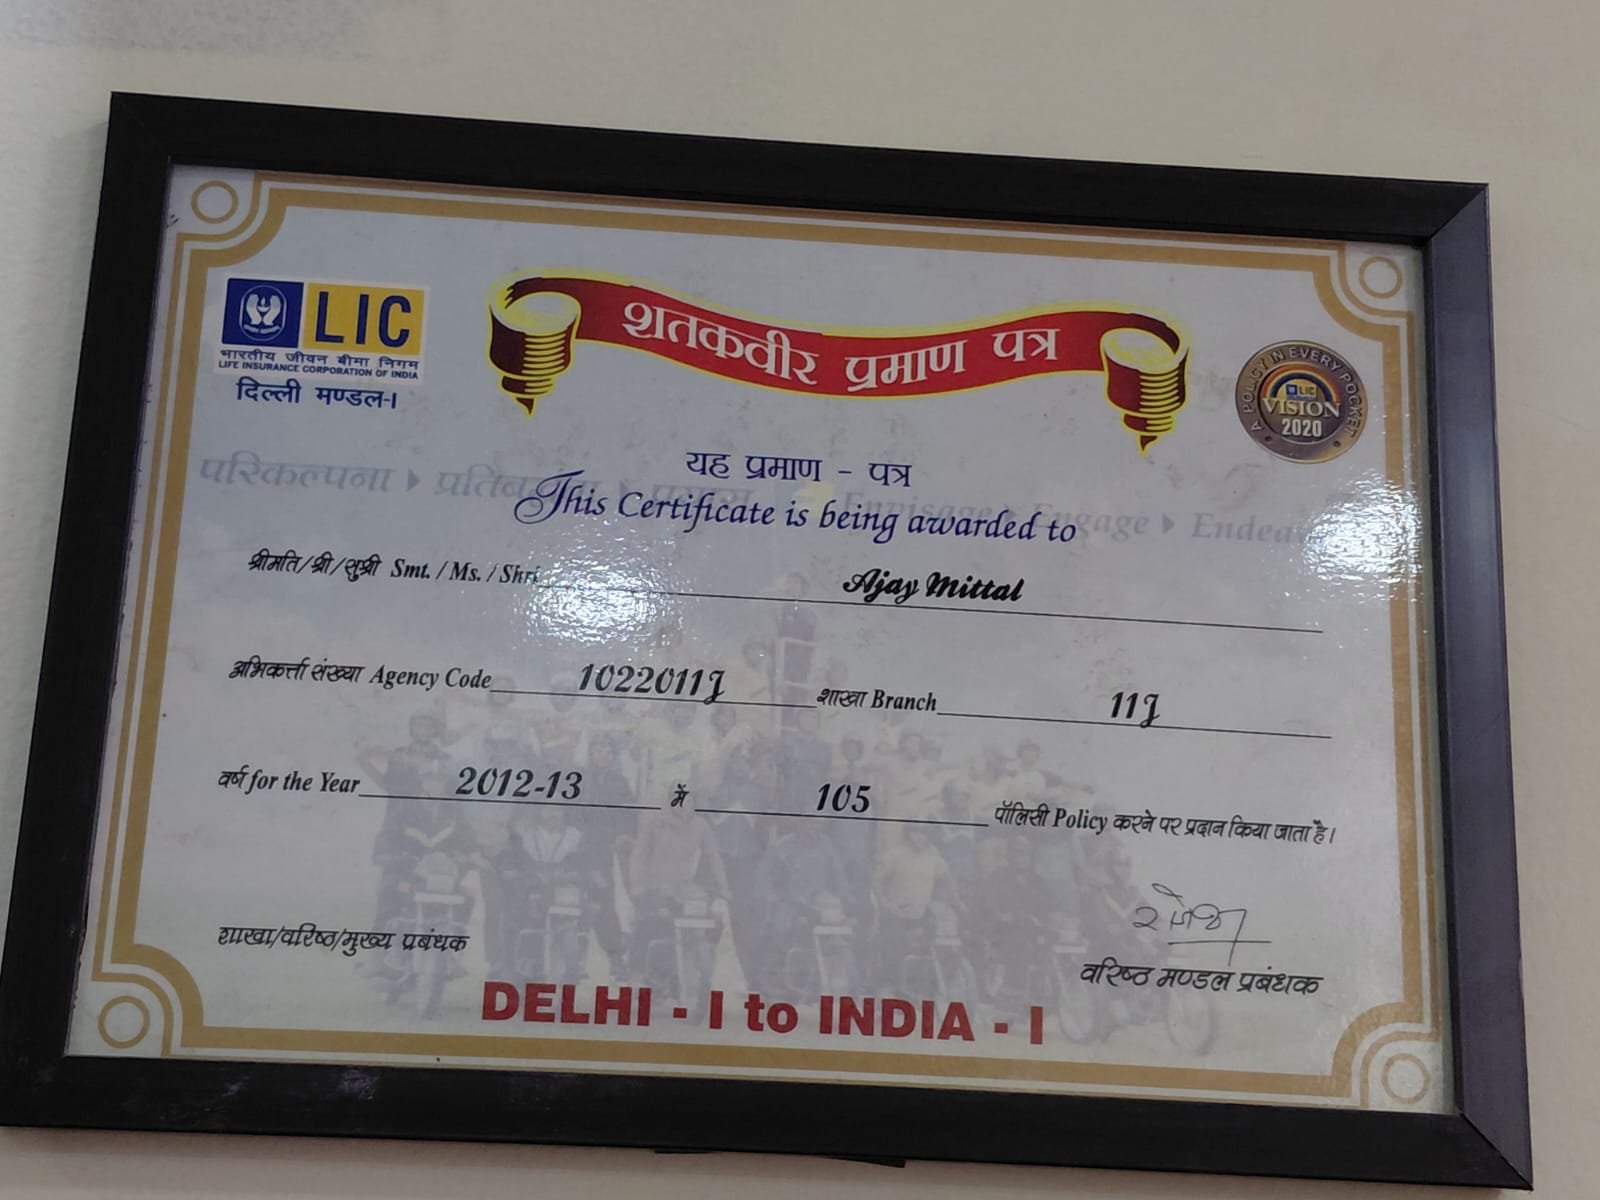 LIC
भारतीय जीवन बीमा निगम
LIFE INSURANCE CORPORATION OF INDIA
दिल्ली मण्डल-I
शतकवीर प्रमाण पत्र
A POLICY IN EVERY POCKET
LIC
VISION
2020
यह प्रमाण - पत्र
परिकल्पना प्रयास Envisage Engage
This Certificate is being awarded to
श्रीमति/श्री/सुश्री Smt. / Ms. / Shri Ajay Mittal
अभिकर्त्ता संख्या Agency Code 1022011J शाखा Branch 11J
वर्ष for the Year 2012-13 में 105 पॉलिसी Policy करने पर प्रदान किया जाता है।
शाखा/वरिष्ठ/मुख्य प्रबंधक
वरिष्ठ मण्डल प्रबंधक
DELHI - I to INDIA - I